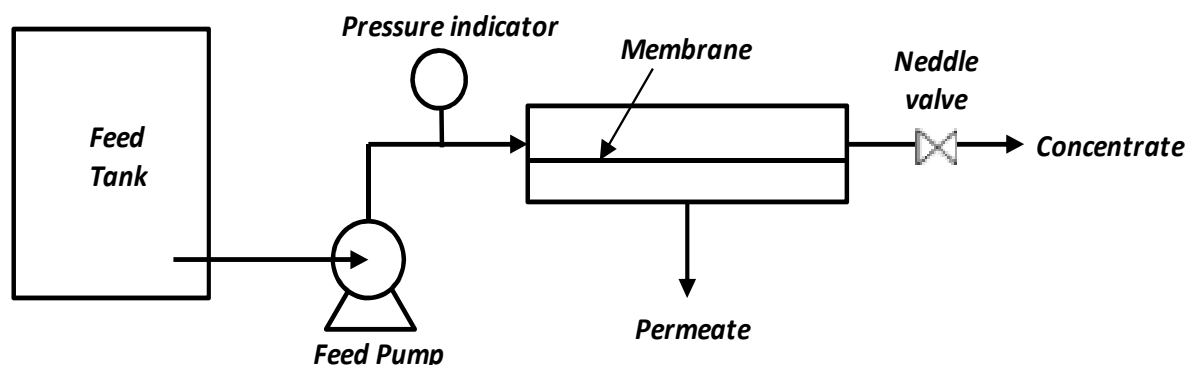 Pressure indicator
Membrane
Neddle
valve
Feed
Tank
Concentrate
Permeate
Feed Pump